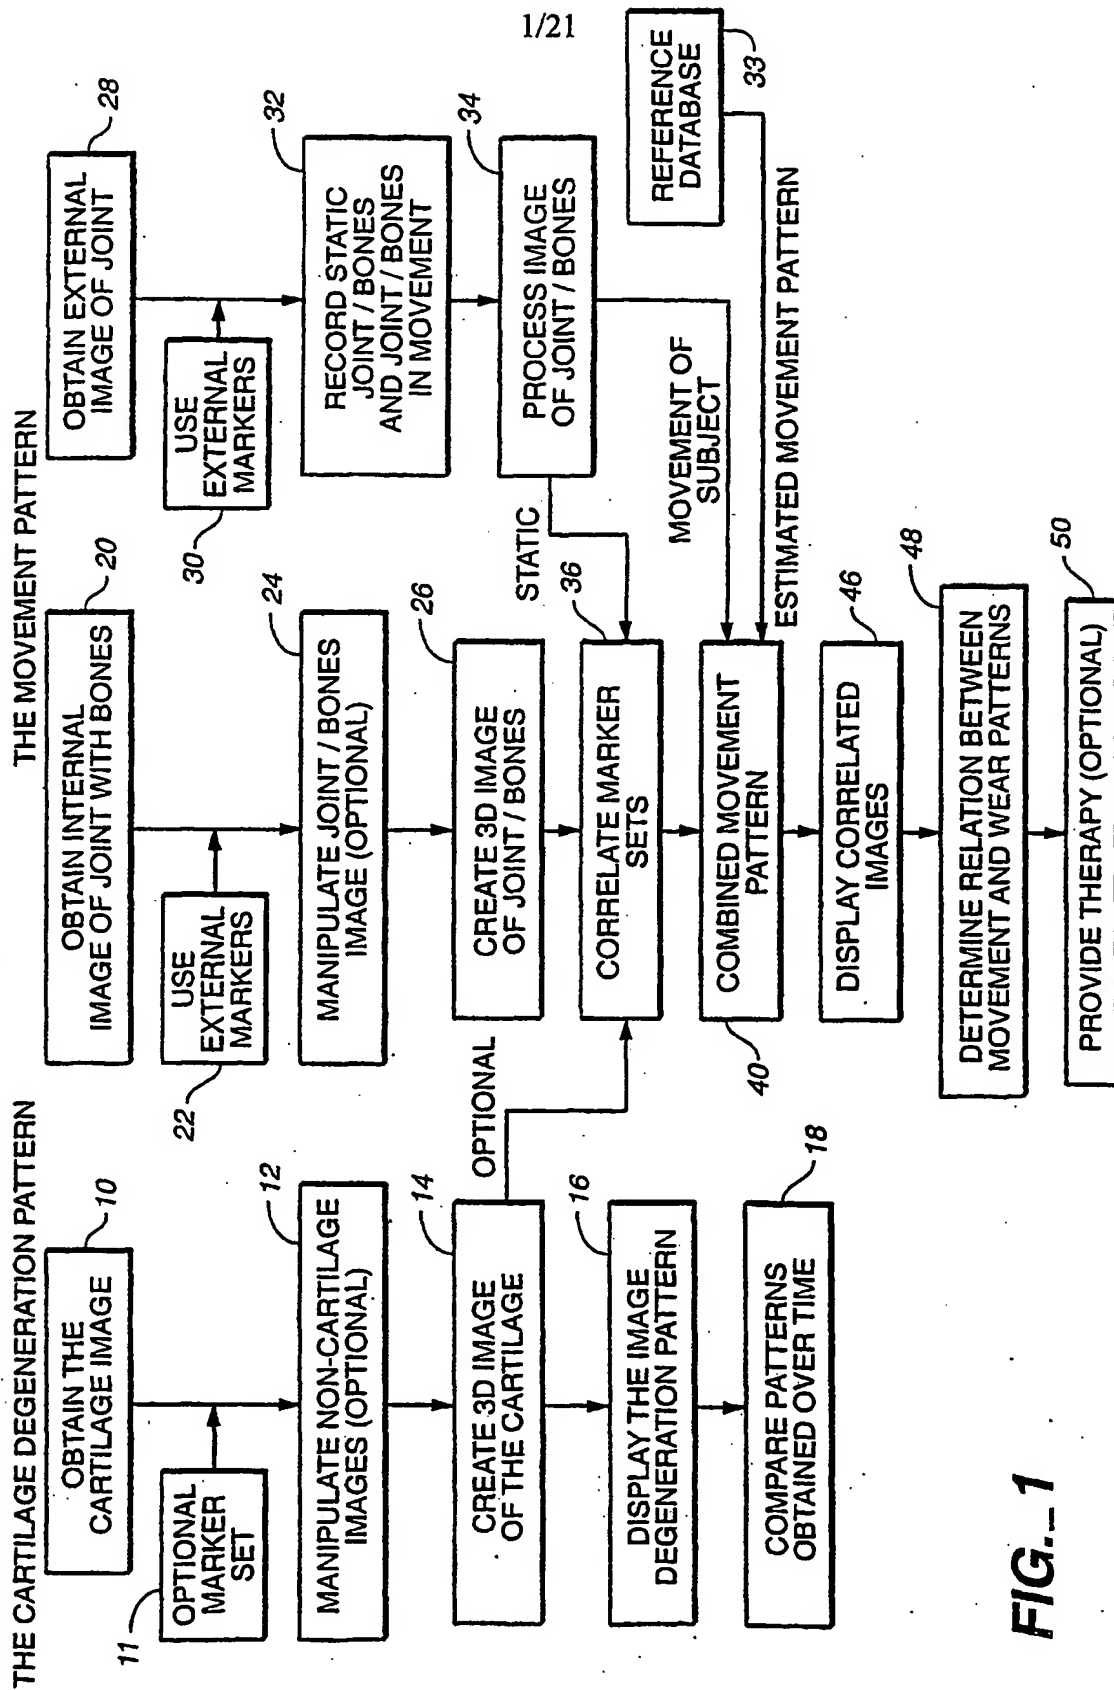 1/21
THE CARTILAGE DEGENERATION PATTERN
10
OBTAIN THE
CARTILAGE IMAGE
11
OPTIONAL
MARKER
SET
12
MANIPULATE NON-CARTILAGE
IMAGES (OPTIONAL)
14
CREATE 3D IMAGE
OF THE CARTILAGE
OPTIONAL
16
DISPLAY THE IMAGE
DEGENERATION PATTERN
18
COMPARE PATTERNS
OBTAINED OVER TIME
THE MOVEMENT PATTERN
20
OBTAIN INTERNAL
IMAGE OF JOINT WITH BONES
22
USE
EXTERNAL
MARKERS
24
MANIPULATE JOINT / BONES
IMAGE (OPTIONAL)
26
CREATE 3D IMAGE
OF JOINT / BONES
36
CORRELATE MARKER
SETS
40
COMBINED MOVEMENT
PATTERN
46
DISPLAY CORRELATED
IMAGES
48
DETERMINE RELATION BETWEEN
MOVEMENT AND WEAR PATTERNS
50
PROVIDE THERAPY (OPTIONAL)
28
OBTAIN EXTERNAL
IMAGE OF JOINT
30
USE
EXTERNAL
MARKERS
32
RECORD STATIC
JOINT / BONES
AND JOINT / BONES
IN MOVEMENT
34
PROCESS IMAGE
OF JOINT / BONES
STATIC
MOVEMENT OF
SUBJECT
33
REFERENCE
DATABASE
ESTIMATED MOVEMENT PATTERN
FIG._1